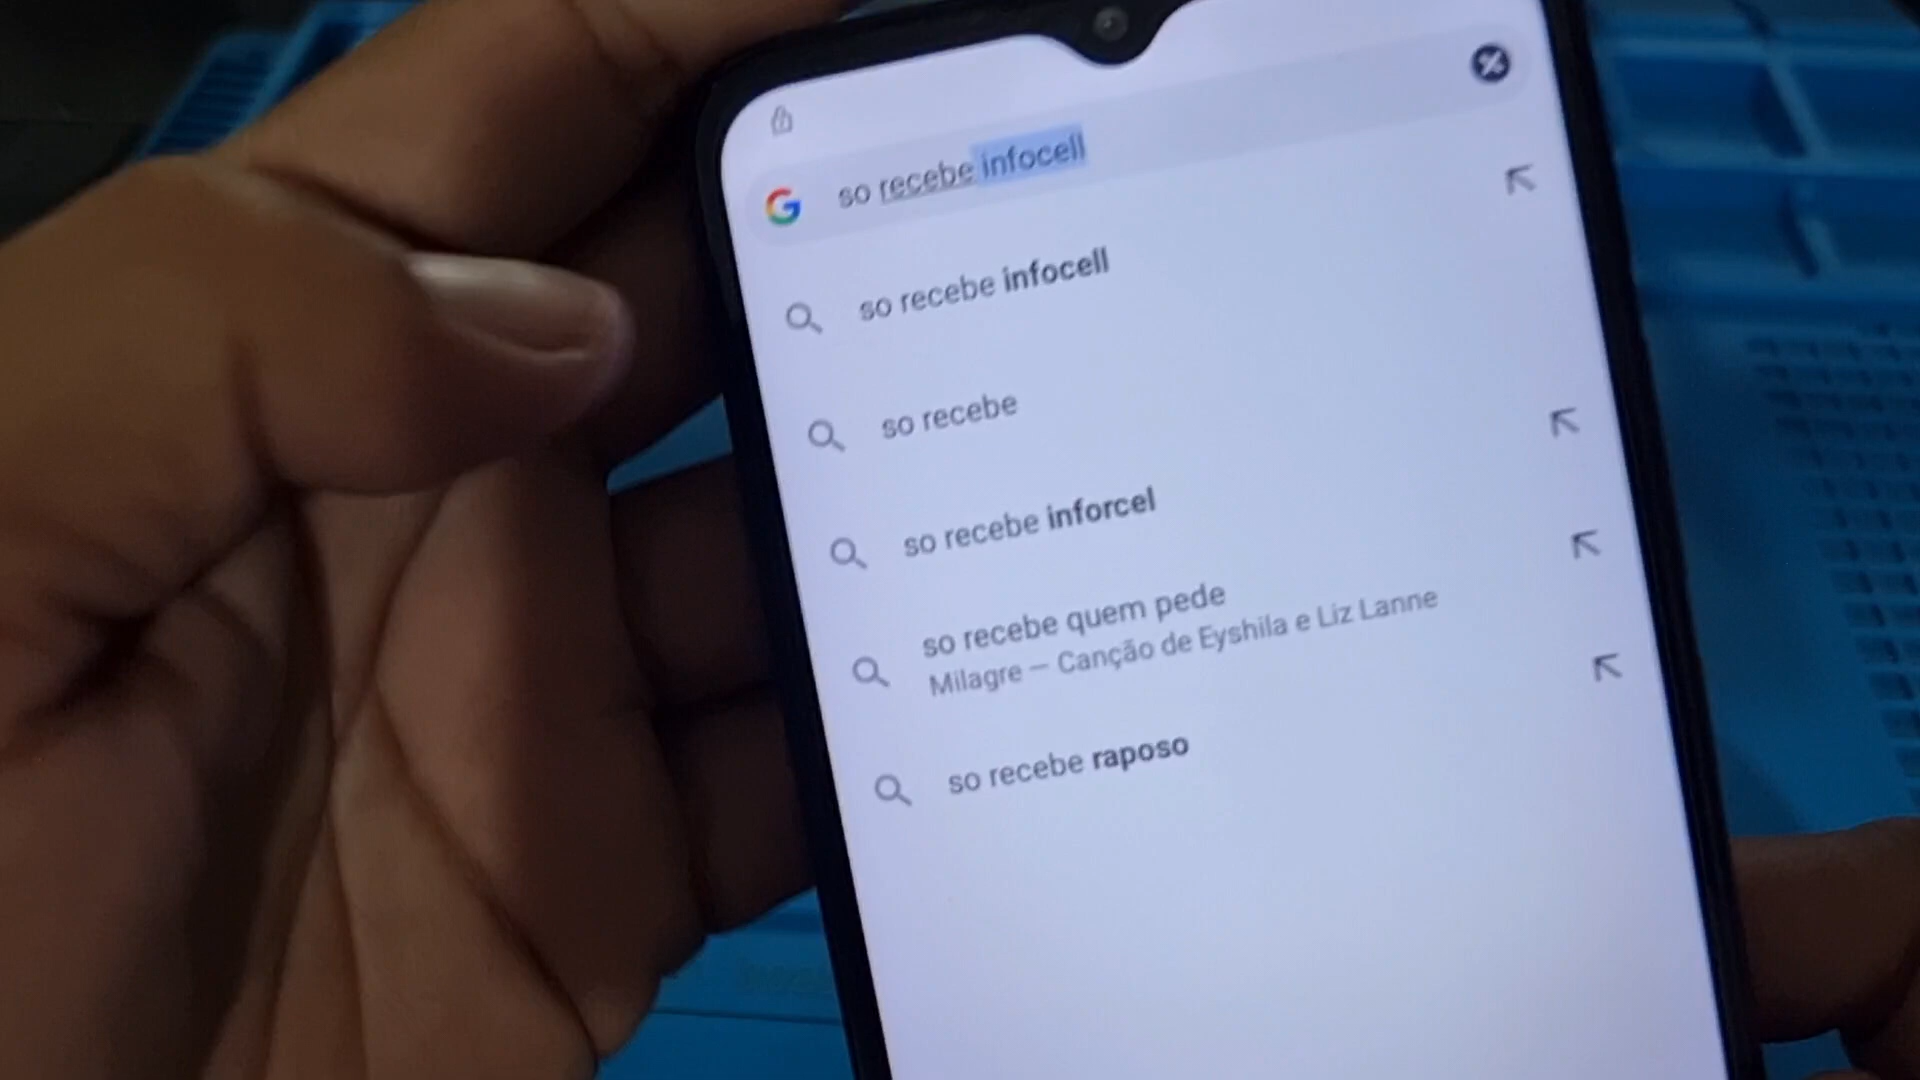 so recebe infocell
so recebe infocell
so recebe
so recebe inforcel
so recebe quem pede
Milagre — Canção de Eyshila e Liz Lanne
so recebe raposo